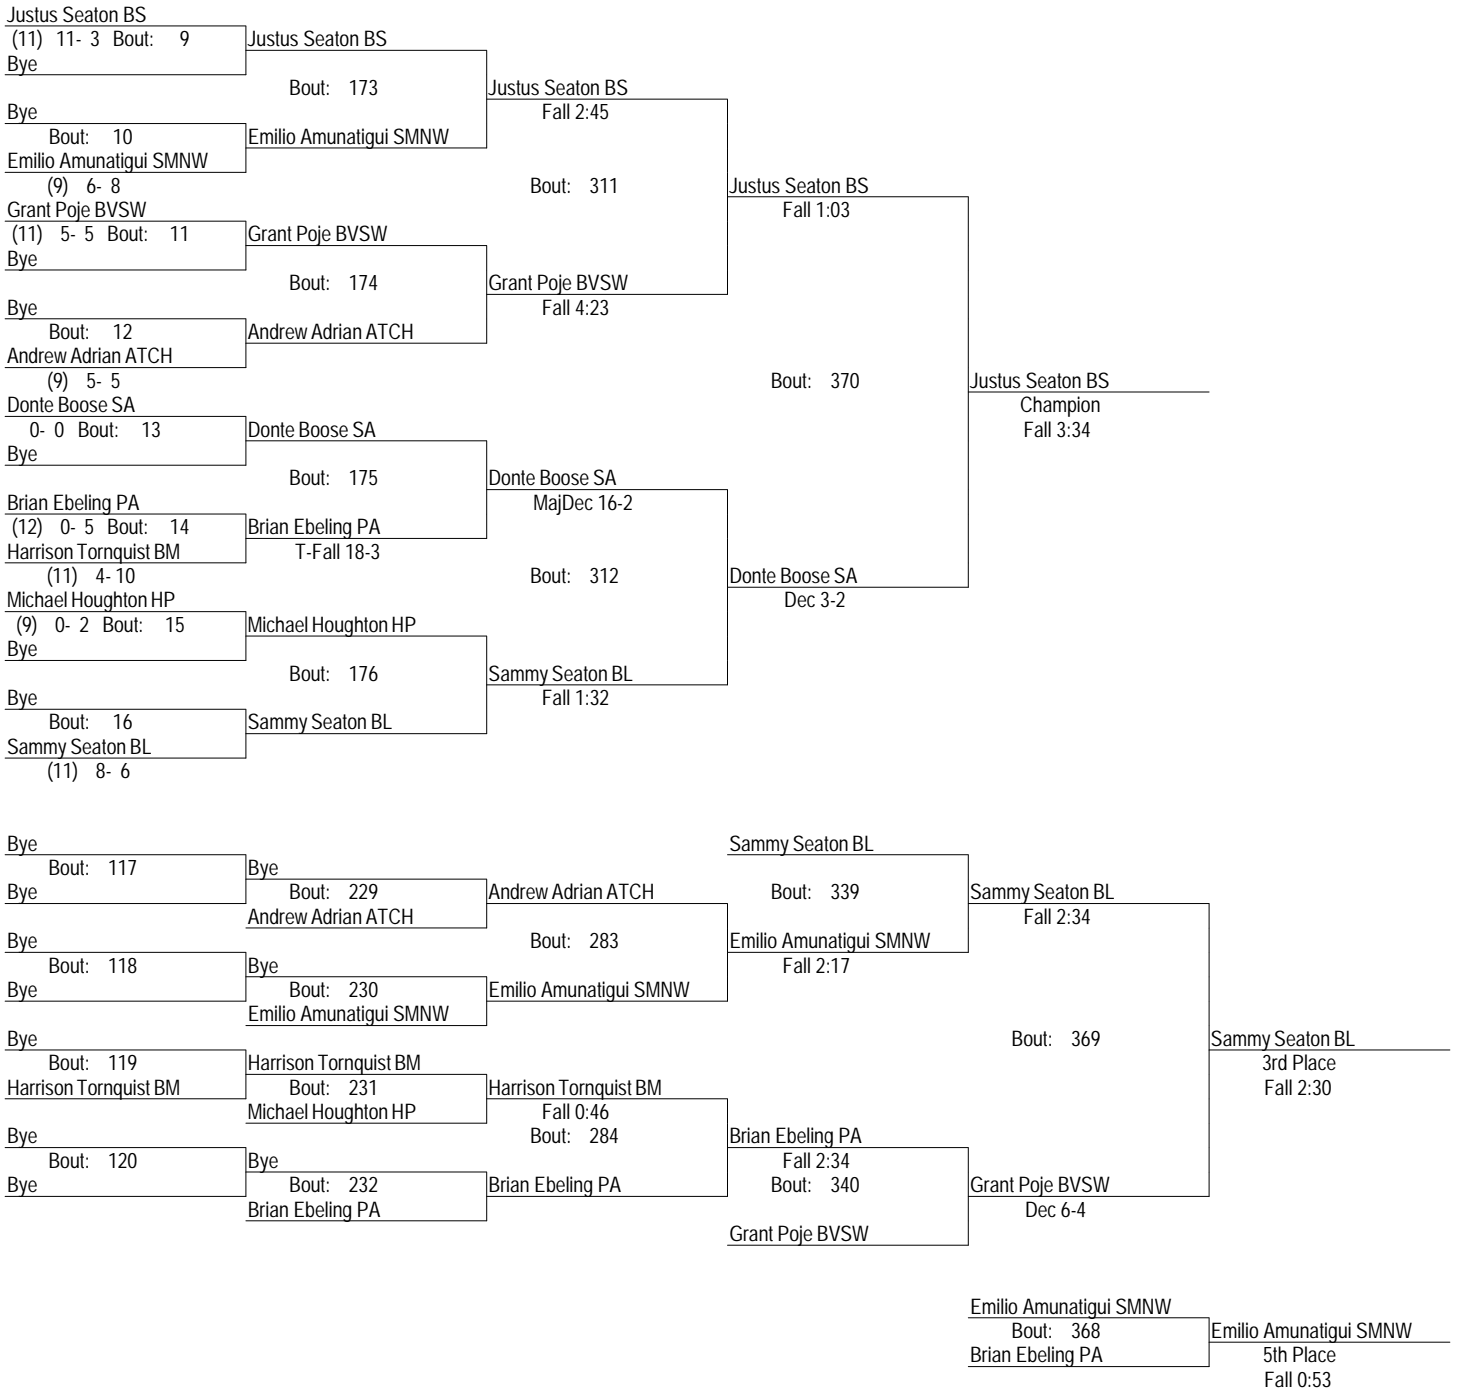 Justus Seaton BS
(11) 11- 3 Bout: 9
Bye
Justus Seaton BS
Bout: 173
Bye
Bout: 10
Emilio Amunatigui SMNW
(9) 6- 8
Emilio Amunatigui SMNW
Justus Seaton BS
Fall 2:45
Bout: 311
Grant Poje BVSW
(11) 5- 5 Bout: 11
Bye
Grant Poje BVSW
Bout: 174
Bye
Bout: 12
Andrew Adrian ATCH
(9) 5- 5
Andrew Adrian ATCH
Grant Poje BVSW
Fall 4:23
Justus Seaton BS
Fall 1:03
Bout: 370
Donte Boose SA
0- 0 Bout: 13
Bye
Donte Boose SA
Bout: 175
Brian Ebeling PA
(12) 0- 5 Bout: 14
Harrison Tornquist BM
(11) 4- 10
Brian Ebeling PA
T-Fall 18-3
Donte Boose SA
MajDec 16-2
Bout: 312
Michael Houghton HP
(9) 0- 2 Bout: 15
Bye
Michael Houghton HP
Bout: 176
Bye
Bout: 16
Sammy Seaton BL
(11) 8- 6
Sammy Seaton BL
Sammy Seaton BL
Fall 1:32
Donte Boose SA
Dec 3-2
Justus Seaton BS
Champion
Fall 3:34
Bye
Bout: 117
Bye
Bye
Bout: 229
Andrew Adrian ATCH
Andrew Adrian ATCH
Bout: 283
Bye
Bout: 118
Bye
Bye
Bout: 230
Emilio Amunatigui SMNW
Emilio Amunatigui SMNW
Sammy Seaton BL
Bout: 339
Emilio Amunatigui SMNW
Fall 2:17
Sammy Seaton BL
Fall 2:34
Bout: 369
Bye
Bout: 119
Harrison Tornquist BM
Harrison Tornquist BM
Bout: 231
Michael Houghton HP
Harrison Tornquist BM
Fall 0:46
Bout: 284
Bye
Bout: 120
Bye
Bye
Bout: 232
Brian Ebeling PA
Brian Ebeling PA
Brian Ebeling PA
Fall 2:34
Bout: 340
Grant Poje BVSW
Grant Poje BVSW
Dec 6-4
Sammy Seaton BL
3rd Place
Fall 2:30
Emilio Amunatigui SMNW
Bout: 368
Brian Ebeling PA
Emilio Amunatigui SMNW
5th Place
Fall 0:53